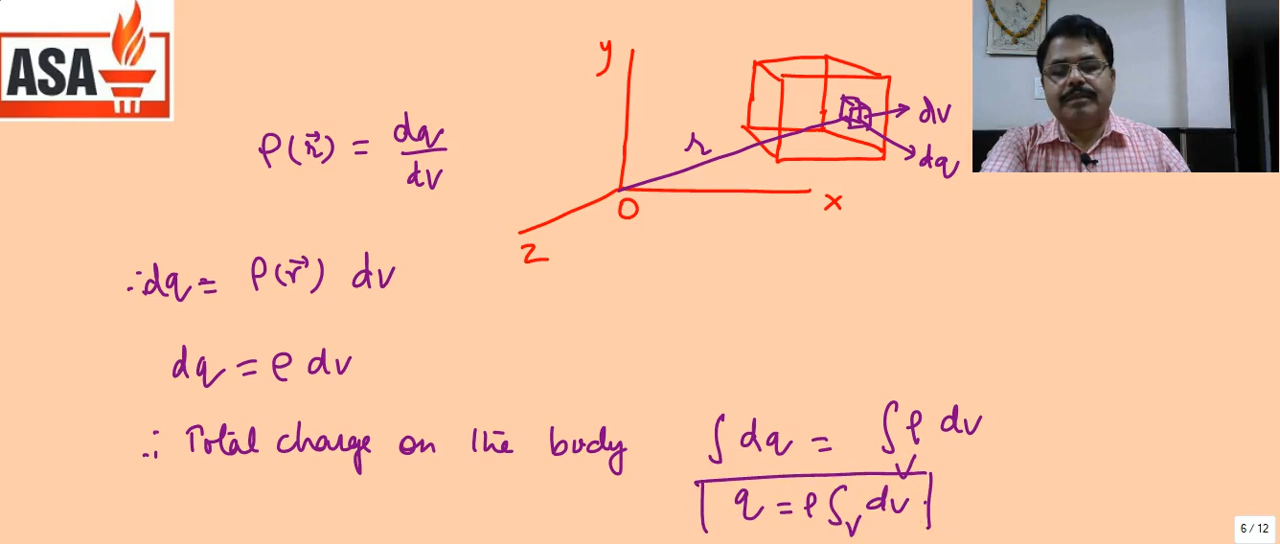 ASA
y
dv
ρ(r⃗) = dq/dv
r
dq
O
x
Z
∴ dq = ρ(r⃗) dv
dq = ρ dv
∴ Total charge on the body ∫ dq = ∫ᵥ ρ dv
q = ρ ∫ᵥ dv
6 / 12